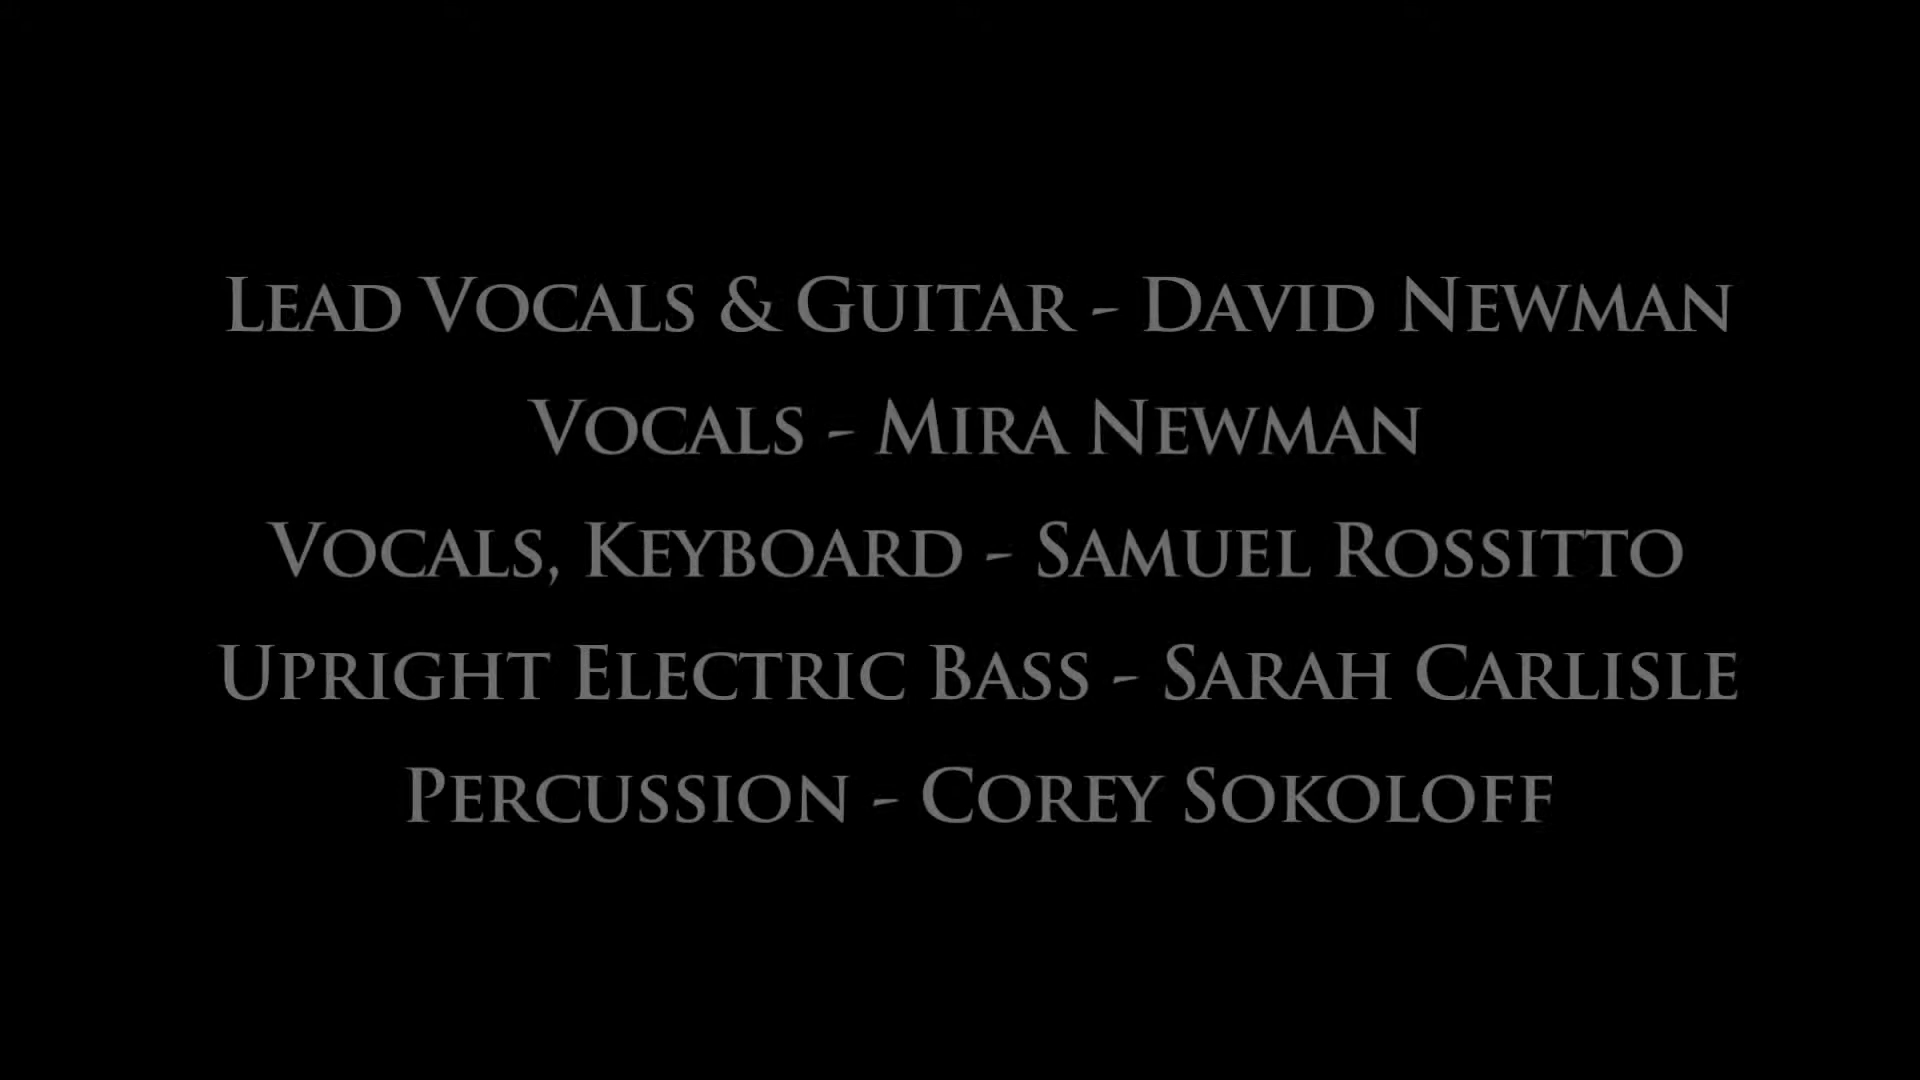 Lead Vocals & Guitar - David Newman
Vocals - Mira Newman
Vocals, Keyboard - Samuel Rossitto
Upright Electric Bass - Sarah Carlisle
Percussion - Corey Sokoloff